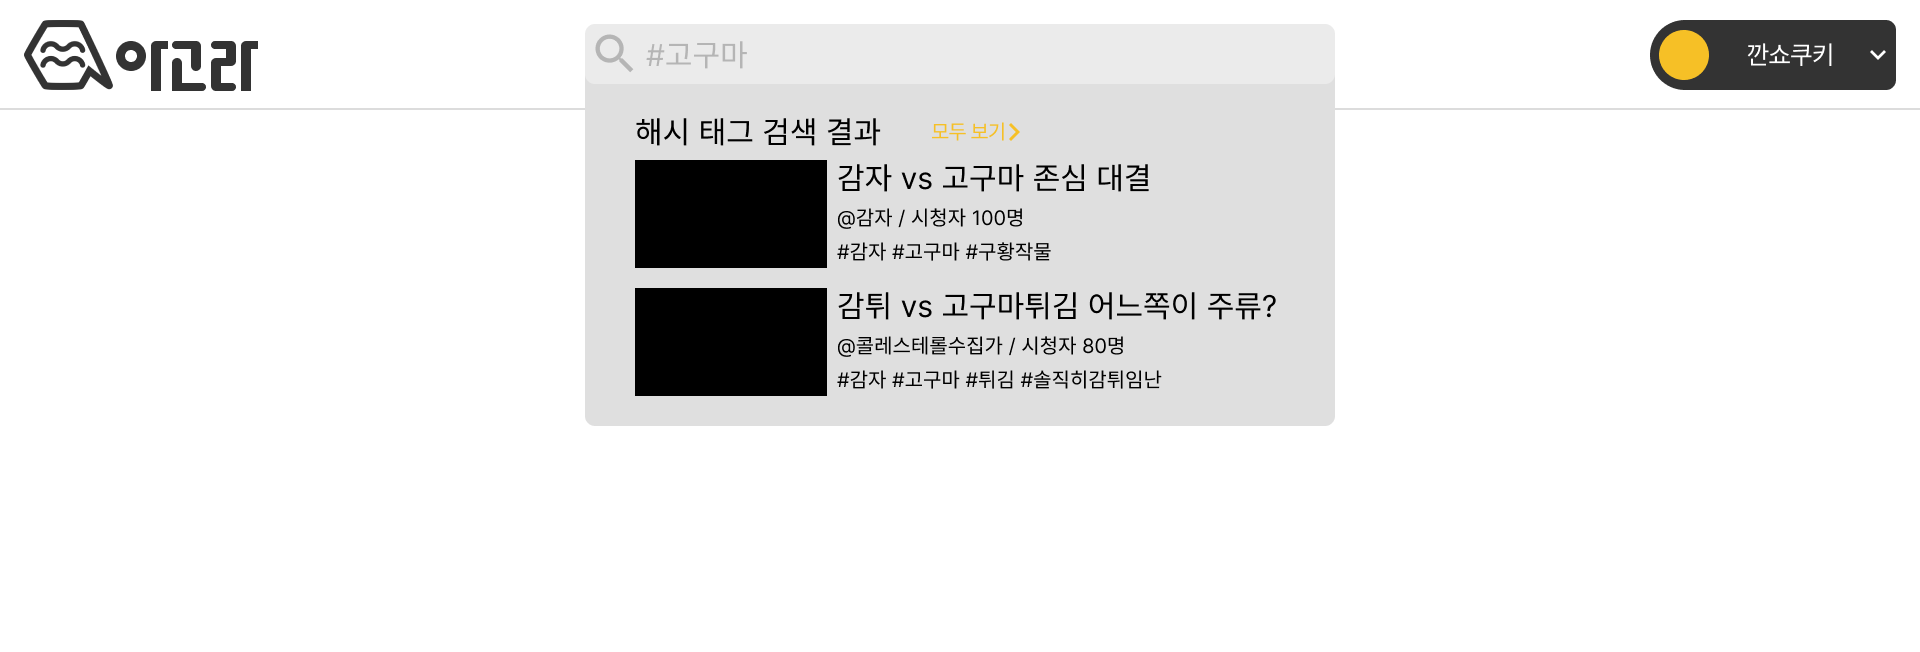 아고라
#고구마
깐쇼쿠키
해시 태그 검색 결과 모두 보기
감자 vs 고구마 존심 대결
@감자 / 시청자 100명
#감자 #고구마 #구황작물
감튀 vs 고구마튀김 어느쪽이 주류?
@콜레스테롤수집가 / 시청자 80명
#감자 #고구마 #튀김 #솔직히감튀임난